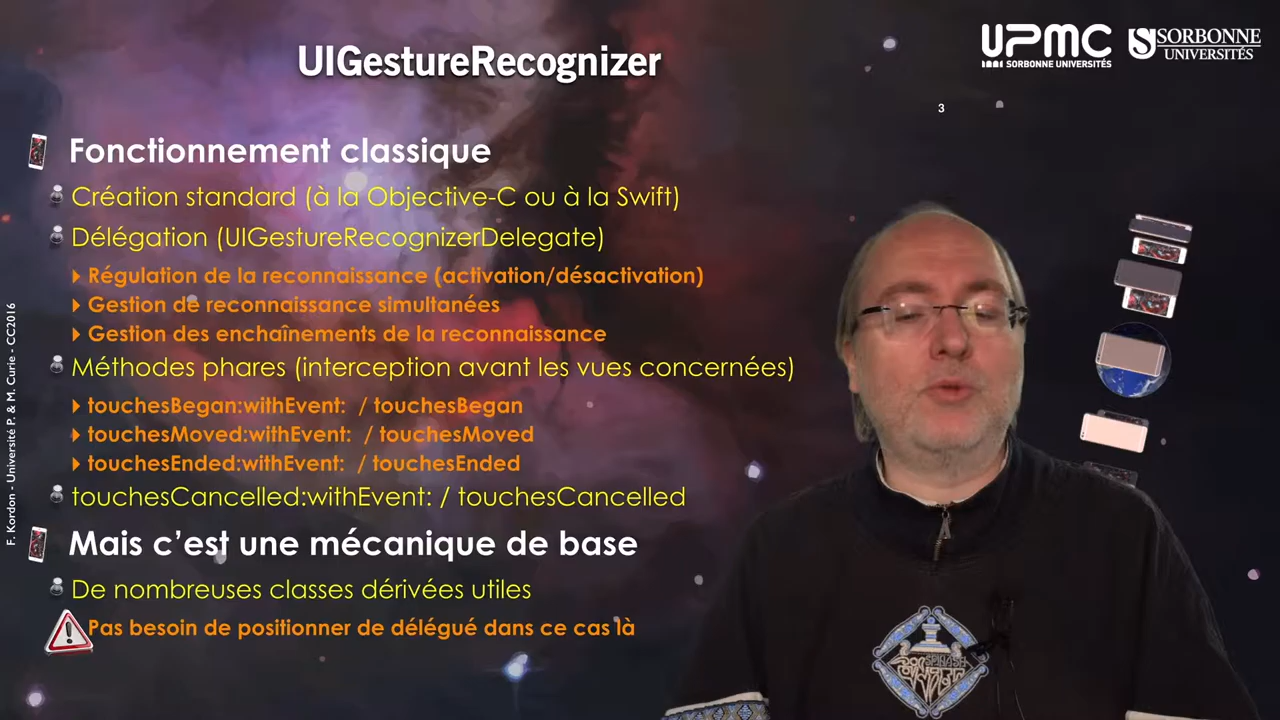 UIGestureRecognizer
UPMC
SORBONNE UNIVERSITÉS
SORBONNE
UNIVERSITÉS
3
Fonctionnement classique
Création standard (à la Objective-C ou à la Swift)
Délégation (UIGestureRecognizerDelegate)
Régulation de la reconnaissance (activation/désactivation)
Gestion de reconnaissance simultanées
Gestion des enchaînements de la reconnaissance
Méthodes phares (interception avant les vues concernées)
touchesBegan:withEvent: / touchesBegan
touchesMoved:withEvent: / touchesMoved
touchesEnded:withEvent: / touchesEnded
touchesCancelled:withEvent: / touchesCancelled
Mais c'est une mécanique de base
De nombreuses classes dérivées utiles
Pas besoin de positionner de délégué dans ce cas là
F. Kordon - Université P. & M. Curie - CC2016